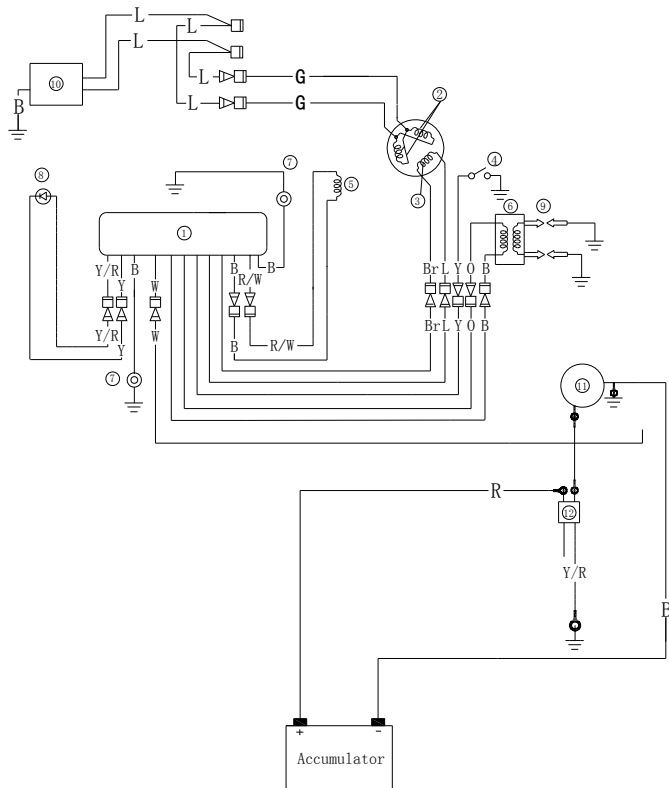 L
L
L
G
L
G
⑩
B
②
⑦
④
⑧
⑤
③
⑥
⑨
①
Y/R
Y
B
W
B
R/W
B
Br
L
Y
O
B
Y/R
Y
W
B
R/W
Br
L
Y
O
B
⑦
⑪
R
⑫
Y/R
B
+
-
Accumulator